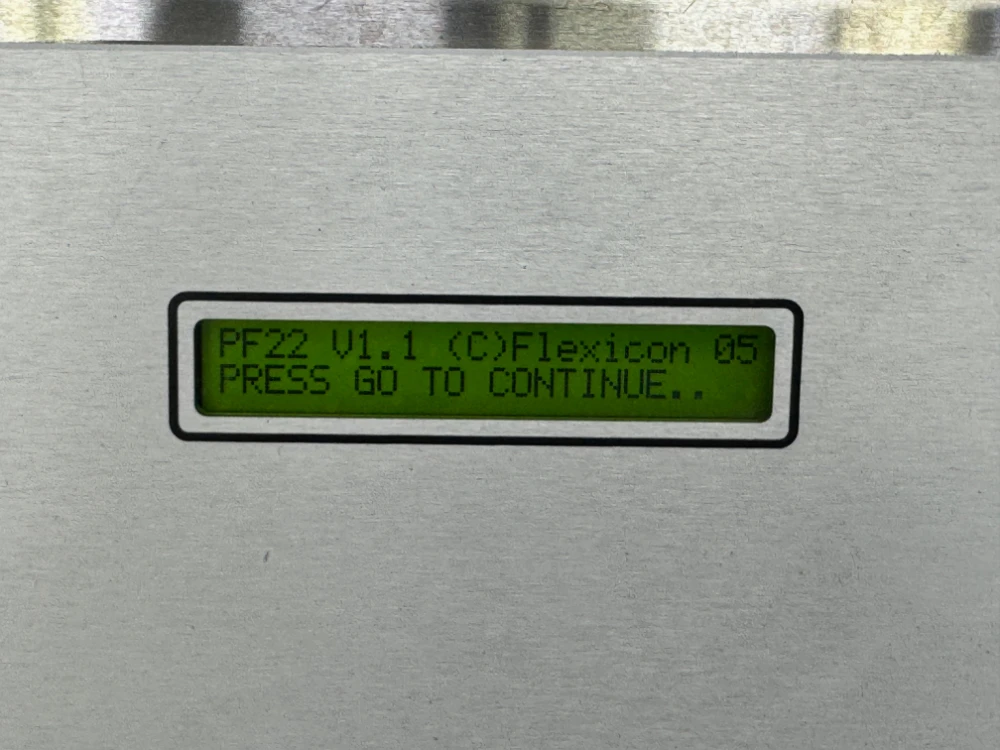 PF22 V1.1 (C)Flexicon 05
PRESS GO TO CONTINUE..